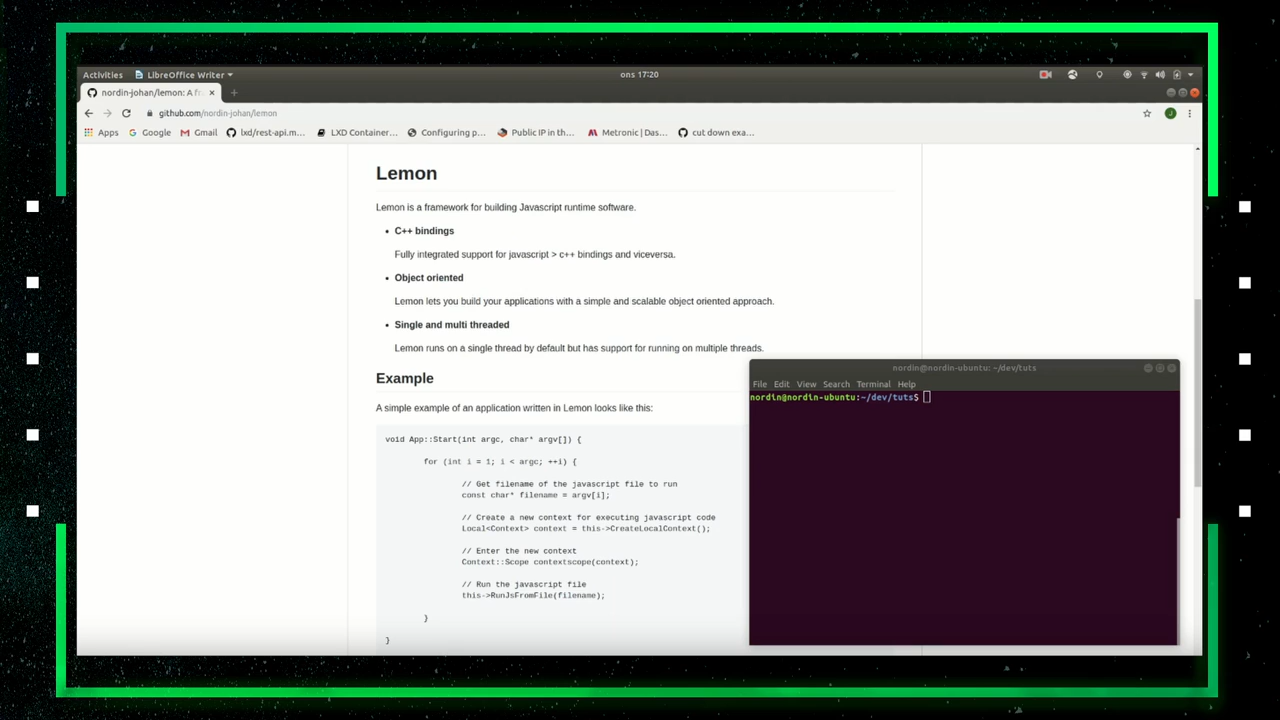 Activities LibreOffice Writer ons 17:20
nordin-johan/lemon: A fr
github.com/nordin-johan/lemon J
Apps Google Gmail lxd/rest-api.m... LXD Container... Configuring p... Public IP in th... Metronic | Das... cut down exa...
Lemon
Lemon is a framework for building Javascript runtime software.
• C++ bindings
Fully integrated support for javascript > c++ bindings and viceversa.
• Object oriented
Lemon lets you build your applications with a simple and scalable object oriented approach.
• Single and multi threaded
Lemon runs on a single thread by default but has support for running on multiple threads.
Example
A simple example of an application written in Lemon looks like this:
void App::Start(int argc, char* argv[]) {
for (int i = 1; i < argc; ++i) {
// Get filename of the javascript file to run
const char* filename = argv[i];
// Create a new context for executing javascript code
Local<Context> context = this->CreateLocalContext();
// Enter the new context
Context::Scope contextscope(context);
// Run the javascript file
this->RunJsFromFile(filename);
}
}
nordin@nordin-ubuntu: ~/dev/tuts
File Edit View Search Terminal Help
nordin@nordin-ubuntu:~/dev/tuts$